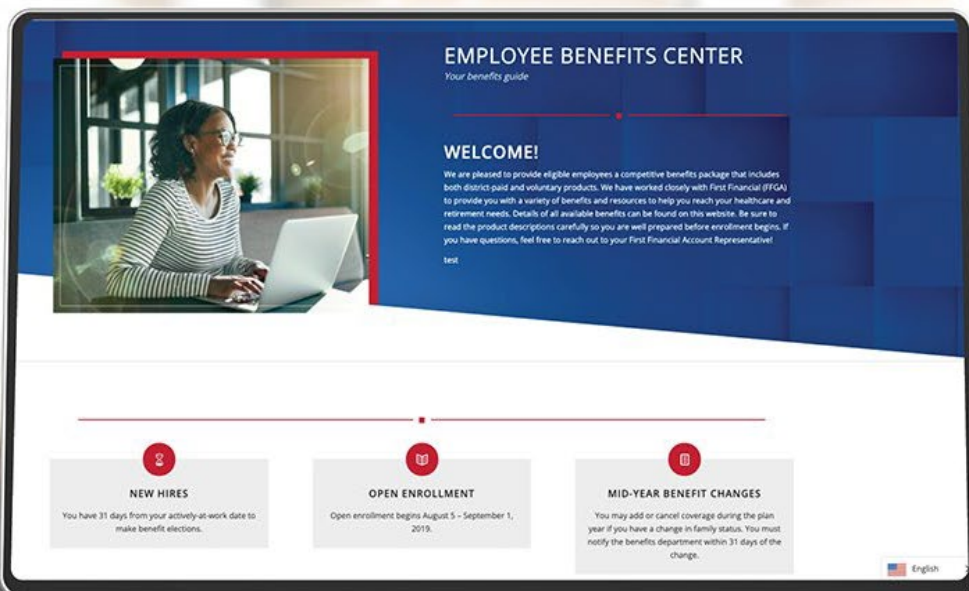 EMPLOYEE BENEFITS CENTER
Your benefits guide
WELCOME!
We are pleased to provide eligible employees a competitive benefits package that includes
both district-paid and voluntary products. We have worked closely with First Financial (FFGA)
to provide you with a variety of benefits and resources to help you reach your healthcare and
retirement needs. Details of all available benefits can be found on this website. Be sure to
read the product descriptions carefully so you are well prepared before enrollment begins. If
you have questions, feel free to reach out to your First Financial Account Representative!
test
NEW HIRES
You have 31 days from your actively-at-work date to
make benefit elections.
OPEN ENROLLMENT
Open enrollment begins August 5 – September 1,
2019.
MID-YEAR BENEFIT CHANGES
You may add or cancel coverage during the plan
year if you have a change in family status. You must
notify the benefits department within 31 days of the
change.
English